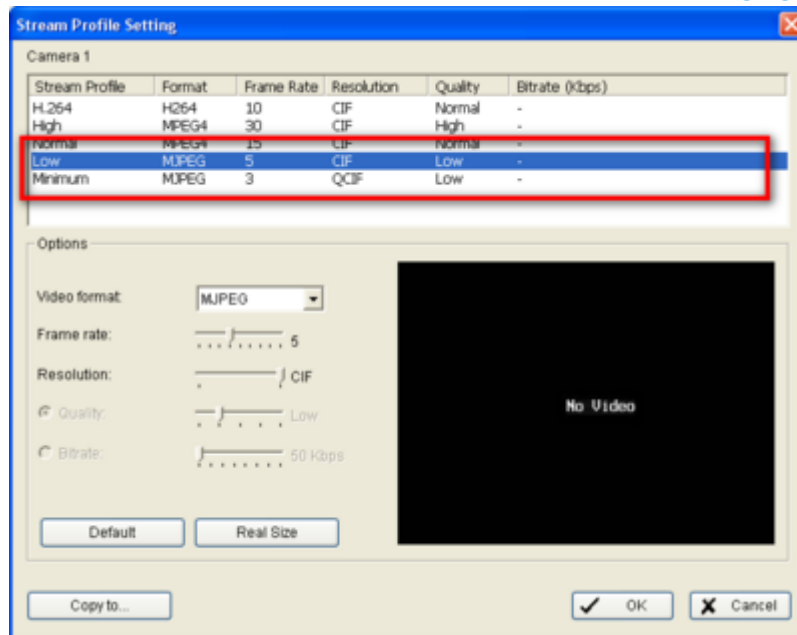 Stream Profile Setting
Camera 1
Stream Profile Format Frame Rate Resolution Quality Bitrate (Kbps)
H.264 H264 10 CIF Normal -
High MPEG4 30 CIF High -
Normal MPEG4 15 CIF Normal -
Low MJPEG 5 CIF Low -
Minimum MJPEG 3 QCIF Low -
Options
Video format: MJPEG
Frame rate: 5
Resolution: CIF
Quality: Low
Bitrate: 50 Kbps
No Video
Default Real Size
Copy to... OK Cancel